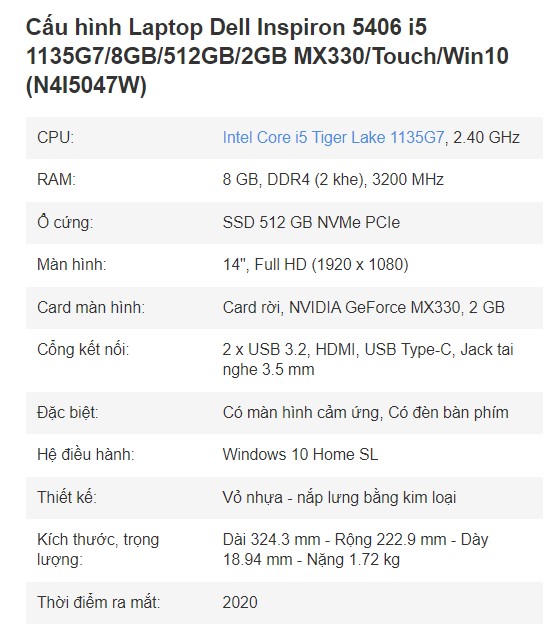 Cấu hình Laptop Dell Inspiron 5406 i5
1135G7/8GB/512GB/2GB MX330/Touch/Win10
(N4I5047W)
CPU: Intel Core i5 Tiger Lake 1135G7, 2.40 GHz
RAM: 8 GB, DDR4 (2 khe), 3200 MHz
Ổ cứng: SSD 512 GB NVMe PCIe
Màn hình: 14", Full HD (1920 x 1080)
Card màn hình: Card rời, NVIDIA GeForce MX330, 2 GB
Cổng kết nối: 2 x USB 3.2, HDMI, USB Type-C, Jack tai
nghe 3.5 mm
Đặc biệt: Có màn hình cảm ứng, Có đèn bàn phím
Hệ điều hành: Windows 10 Home SL
Thiết kế: Vỏ nhựa - nắp lưng bằng kim loại
Kích thước, trọng
lượng:
Dài 324.3 mm - Rộng 222.9 mm - Dày
18.94 mm - Nặng 1.72 kg
Thời điểm ra mắt: 2020